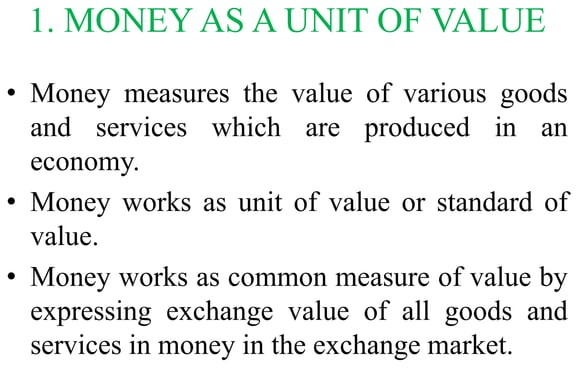 1. MONEY AS A UNIT OF VALUE
• Money measures the value of various goods
and services which are produced in an
economy.
• Money works as unit of value or standard of
value.
• Money works as common measure of value by
expressing exchange value of all goods and
services in money in the exchange market.